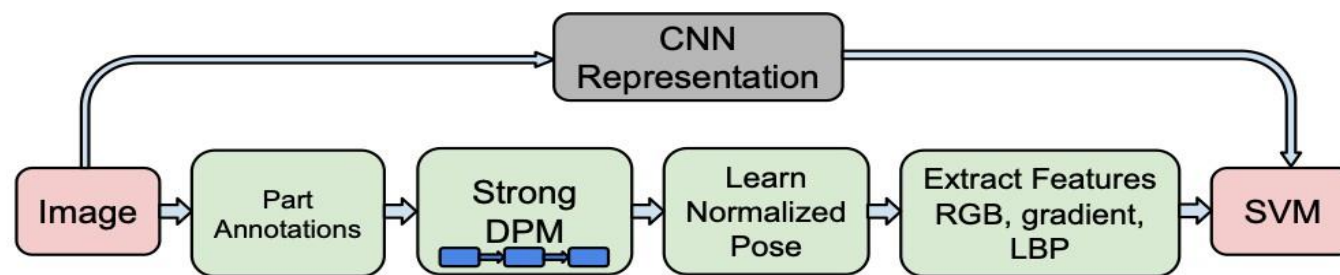 CNN
Representation
Image
Part
Annotations
Strong
DPM
Learn
Normalized
Pose
Extract Features
RGB, gradient,
LBP
SVM